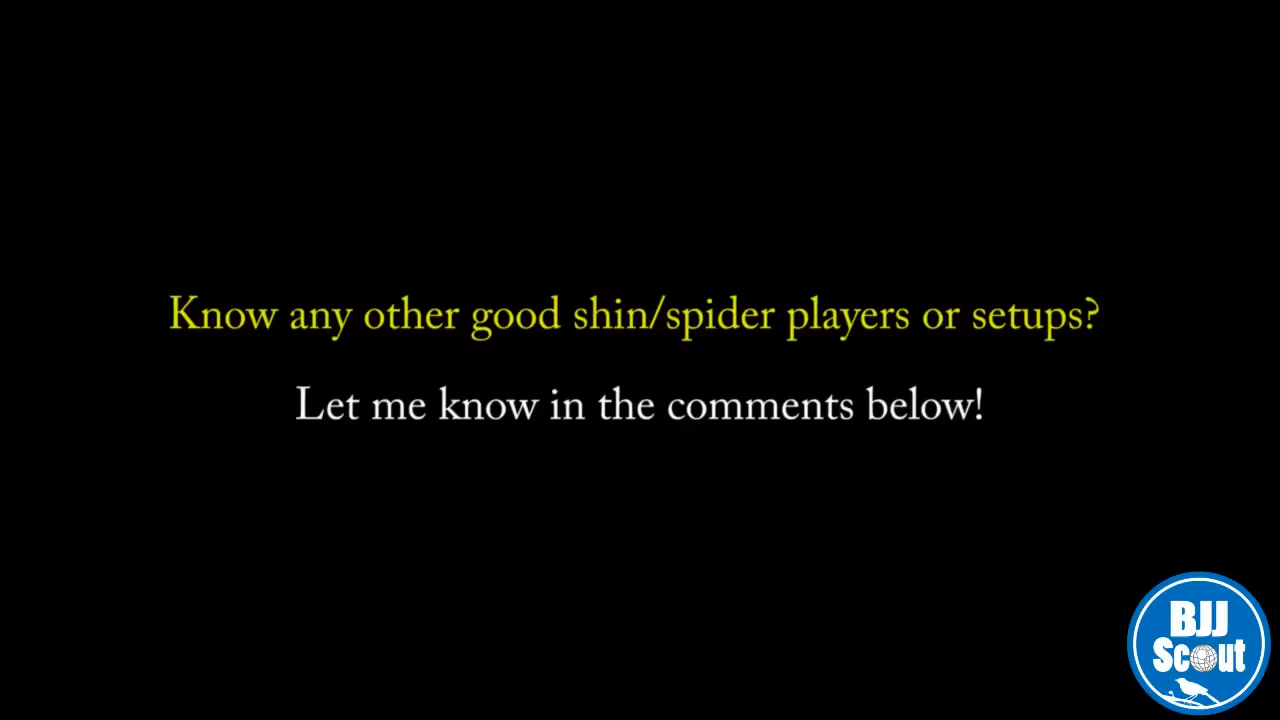 Know any other good shin/spider players or setups?
Let me know in the comments below!
BJJ
Scout